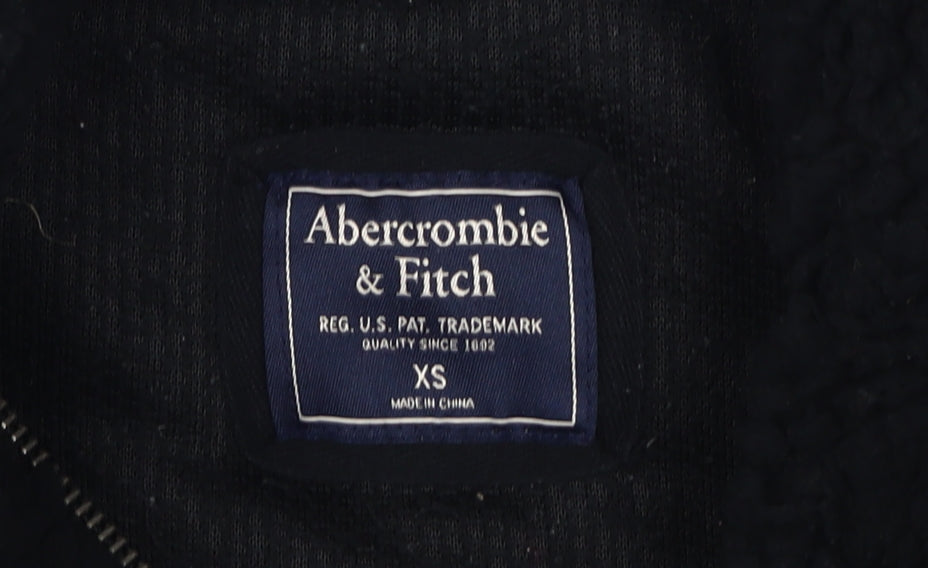 Abercrombie
& Fitch
REG. U.S. PAT. TRADEMARK
QUALITY SINCE 1892
XS
MADE IN CHINA